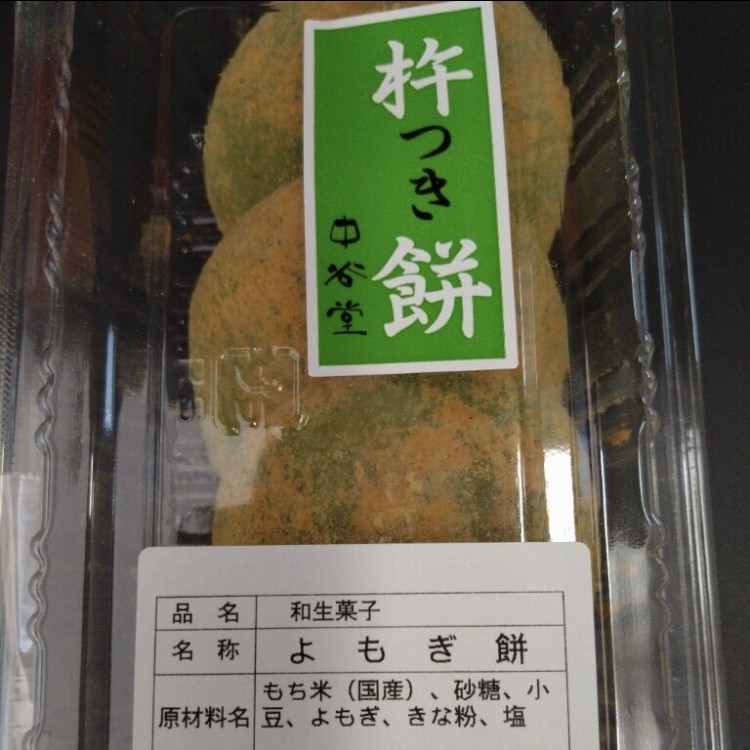 杵つき餅
中谷堂
品 名 和生菓子
名 称 よもぎ餅
原材料名 もち米(国産)、砂糖、小
豆、よもぎ、きな粉、塩